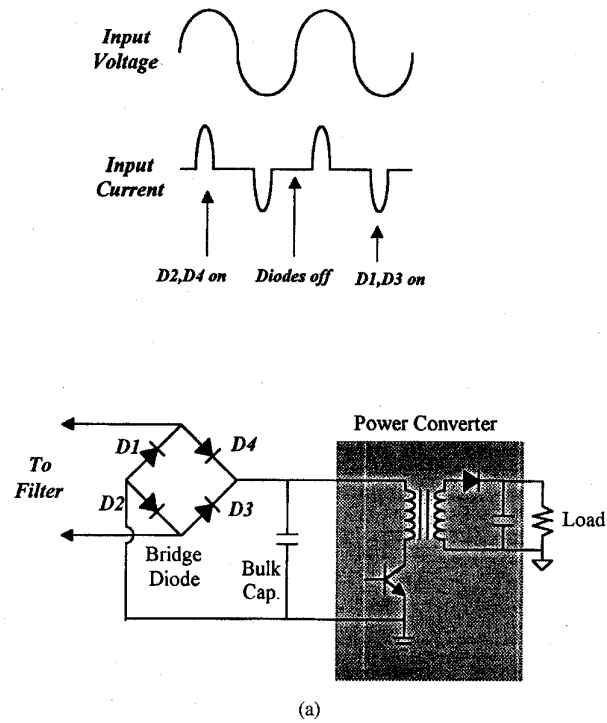 Input
Voltage
Input
Current
D2,D4 on
Diodes off
D1,D3 on
Power Converter
To
Filter
D1
D4
D2
D3
Bridge
Diode
Bulk
Cap.
Load
(a)